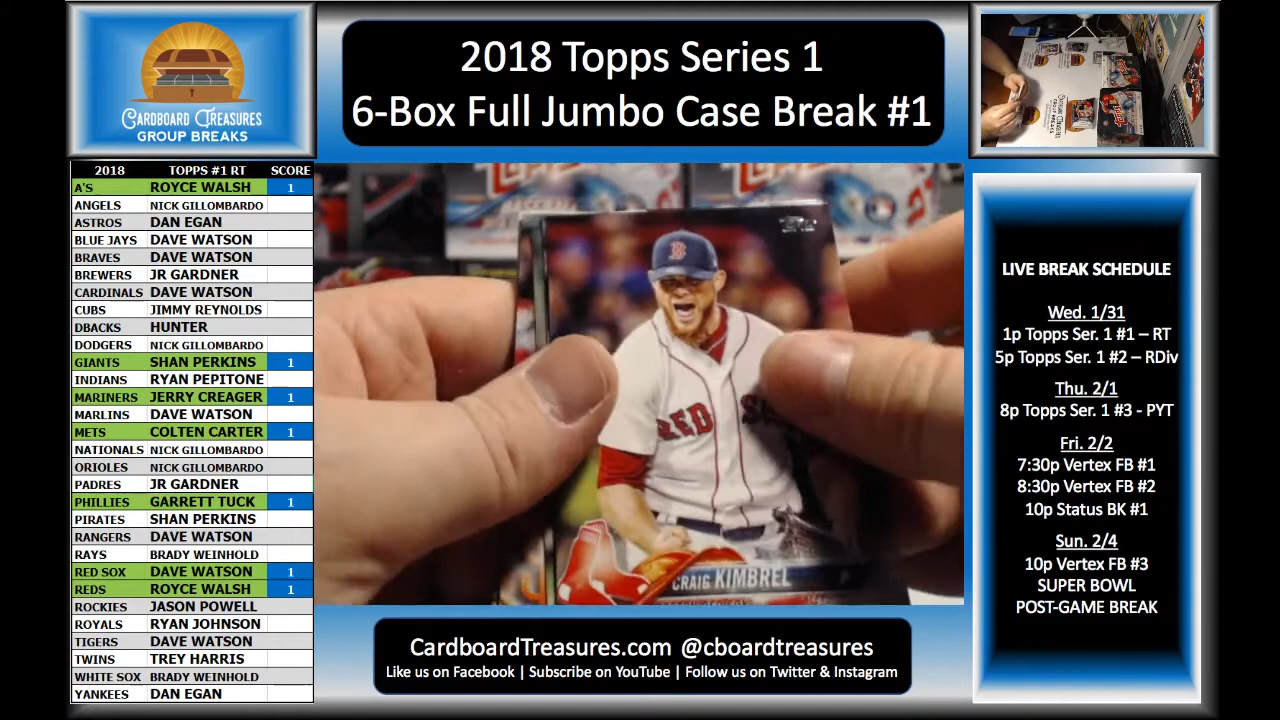 CARDBOARD TREASURES
GROUP BREAKS
2018 Topps Series 1
6-Box Full Jumbo Case Break #1
2018 TOPPS #1 RT SCORE
A'S ROYCE WALSH 1
ANGELS NICK GILLOMBARDO
ASTROS DAN EGAN
BLUE JAYS DAVE WATSON
BRAVES DAVE WATSON
BREWERS JR GARDNER
CARDINALS DAVE WATSON
CUBS JIMMY REYNOLDS
DBACKS HUNTER
DODGERS NICK GILLOMBARDO
GIANTS SHAN PERKINS 1
INDIANS RYAN PEPITONE
MARINERS JERRY CREAGER 1
MARLINS DAVE WATSON
METS COLTEN CARTER 1
NATIONALS NICK GILLOMBARDO
ORIOLES NICK GILLOMBARDO
PADRES JR GARDNER
PHILLIES GARRETT TUCK 1
PIRATES SHAN PERKINS
RANGERS DAVE WATSON
RAYS BRADY WEINHOLD
RED SOX DAVE WATSON 1
REDS ROYCE WALSH 1
ROCKIES JASON POWELL
ROYALS RYAN JOHNSON
TIGERS DAVE WATSON
TWINS TREY HARRIS
WHITE SOX BRADY WEINHOLD
YANKEES DAN EGAN
B
RED
CRAIG KIMBREL
LIVE BREAK SCHEDULE
Wed. 1/31
1p Topps Ser. 1 #1 – RT
5p Topps Ser. 1 #2 – RDiv
Thu. 2/1
8p Topps Ser. 1 #3 - PYT
Fri. 2/2
7:30p Vertex FB #1
8:30p Vertex FB #2
10p Status BK #1
Sun. 2/4
10p Vertex FB #3
SUPER BOWL
POST-GAME BREAK
CardboardTreasures.com @cboardtreasures
Like us on Facebook | Subscribe on YouTube | Follow us on Twitter & Instagram